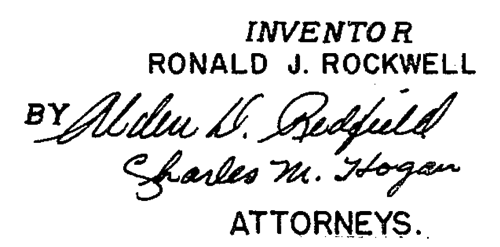 INVENTOR
RONALD J. ROCKWELL
BY Alden D. Redfield
Charles M. Hogan
ATTORNEYS.